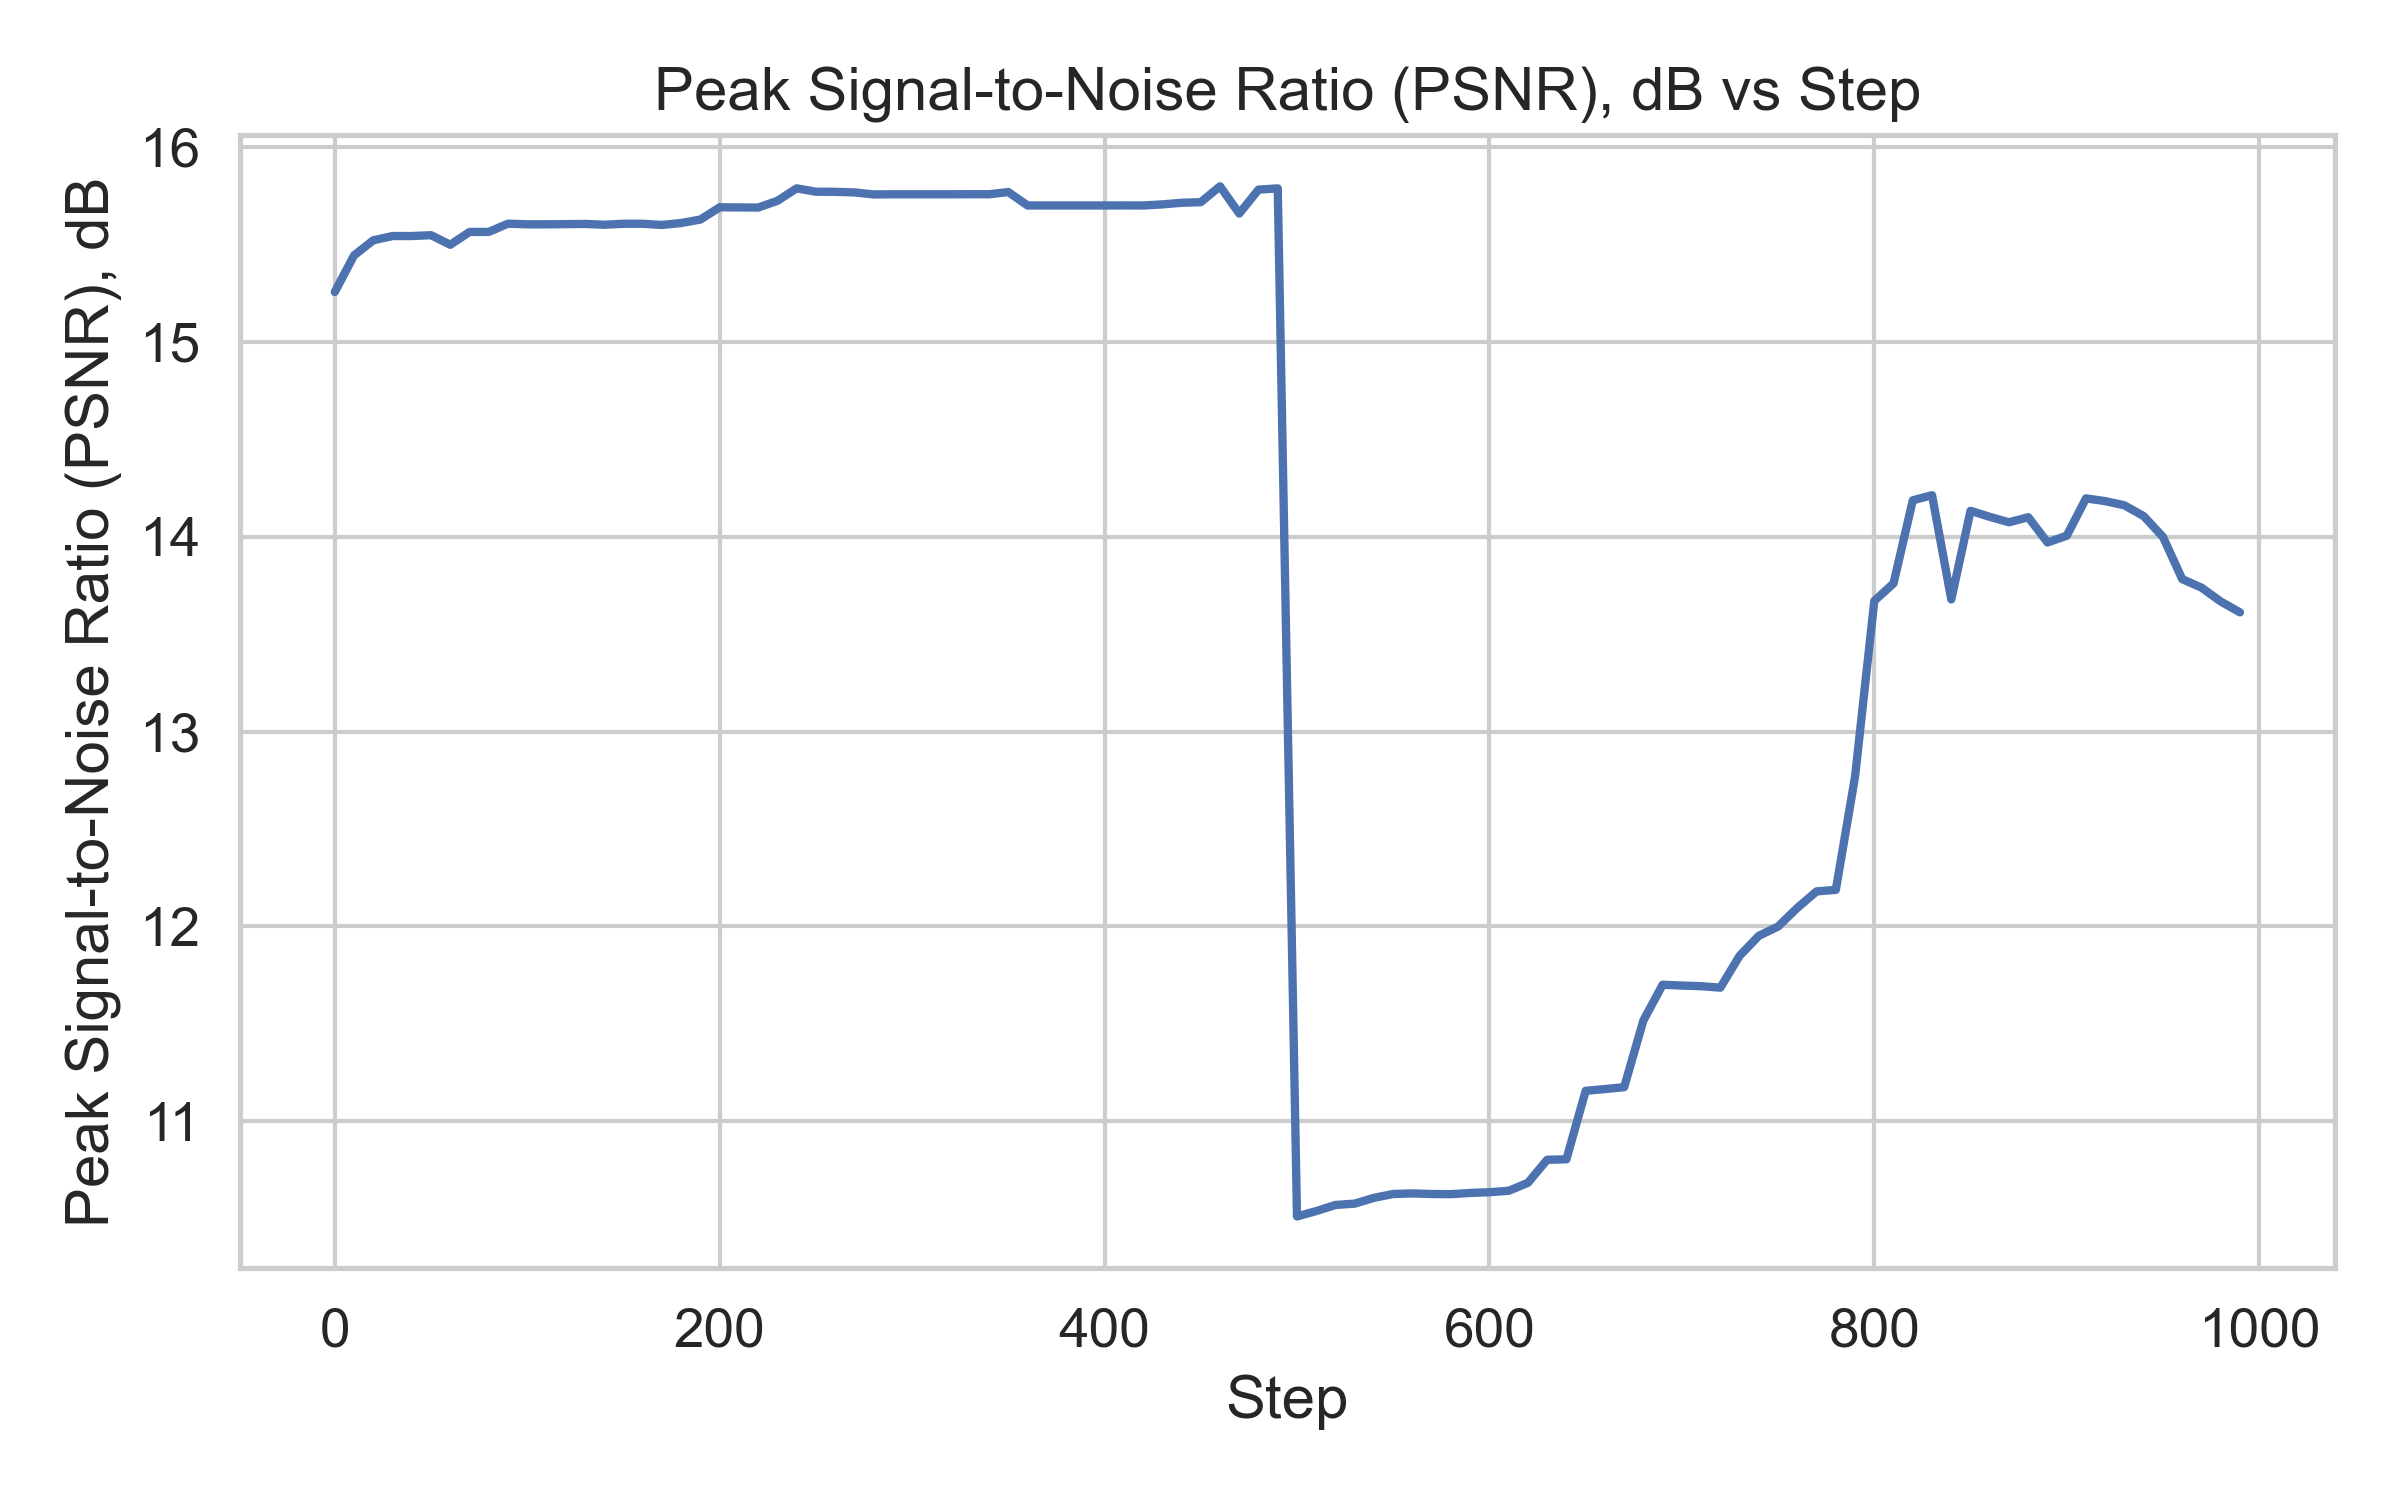 Peak Signal-to-Noise Ratio (PSNR), dB vs Step
Peak Signal-to-Noise Ratio (PSNR), dB
16
15
14
13
12
11
0 200 400 600 800 1000
Step